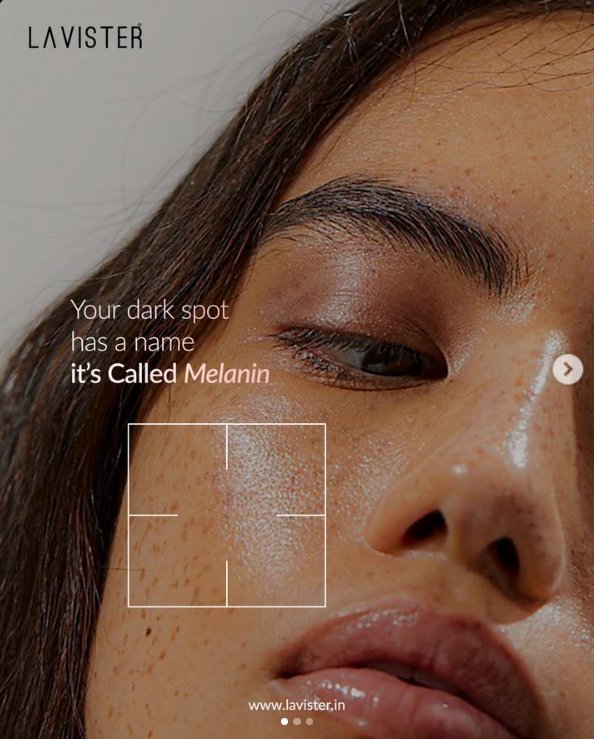 LAVISTER®
Your dark spot
has a name
it's Called Melanin
www.lavister.in